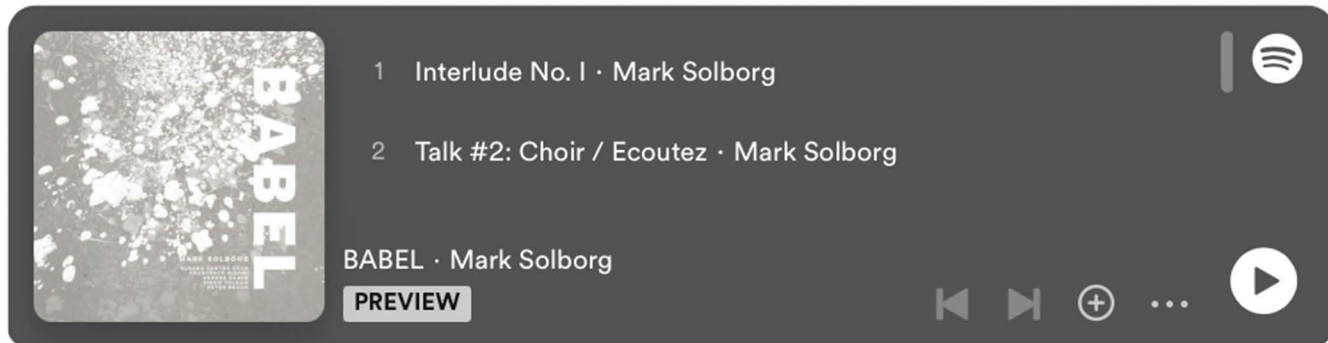 BABEL
MARK SOLBORG
1 Interlude No. I · Mark Solborg
2 Talk #2: Choir / Ecoutez · Mark Solborg
BABEL · Mark Solborg
PREVIEW